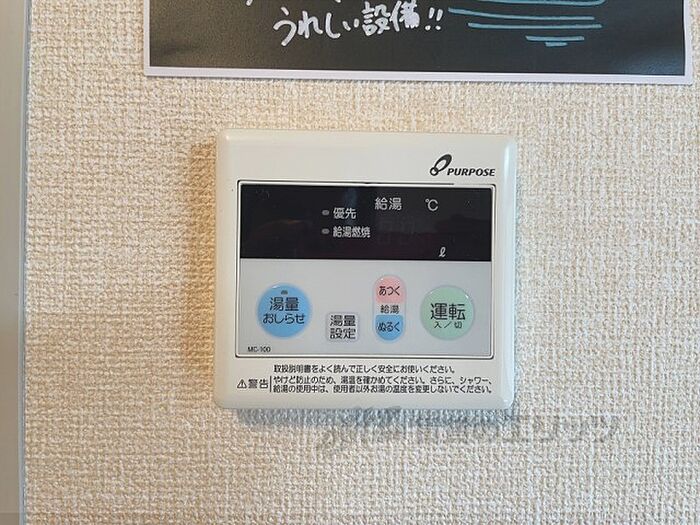 うれしい設備!!
PURPOSE
給湯 ℃
優先
給湯燃焼
ℓ
湯量
おしらせ
湯量
設定
あつく
給湯
ぬるく
運転
入／切
MC-100
取扱説明書をよく読んで正しく安全にお使いください。
⚠警告
やけど防止のため、湯温を確かめてください。さらに、シャワー、
給湯の使用中は、使用者以外お湯の温度を変更しないでください。